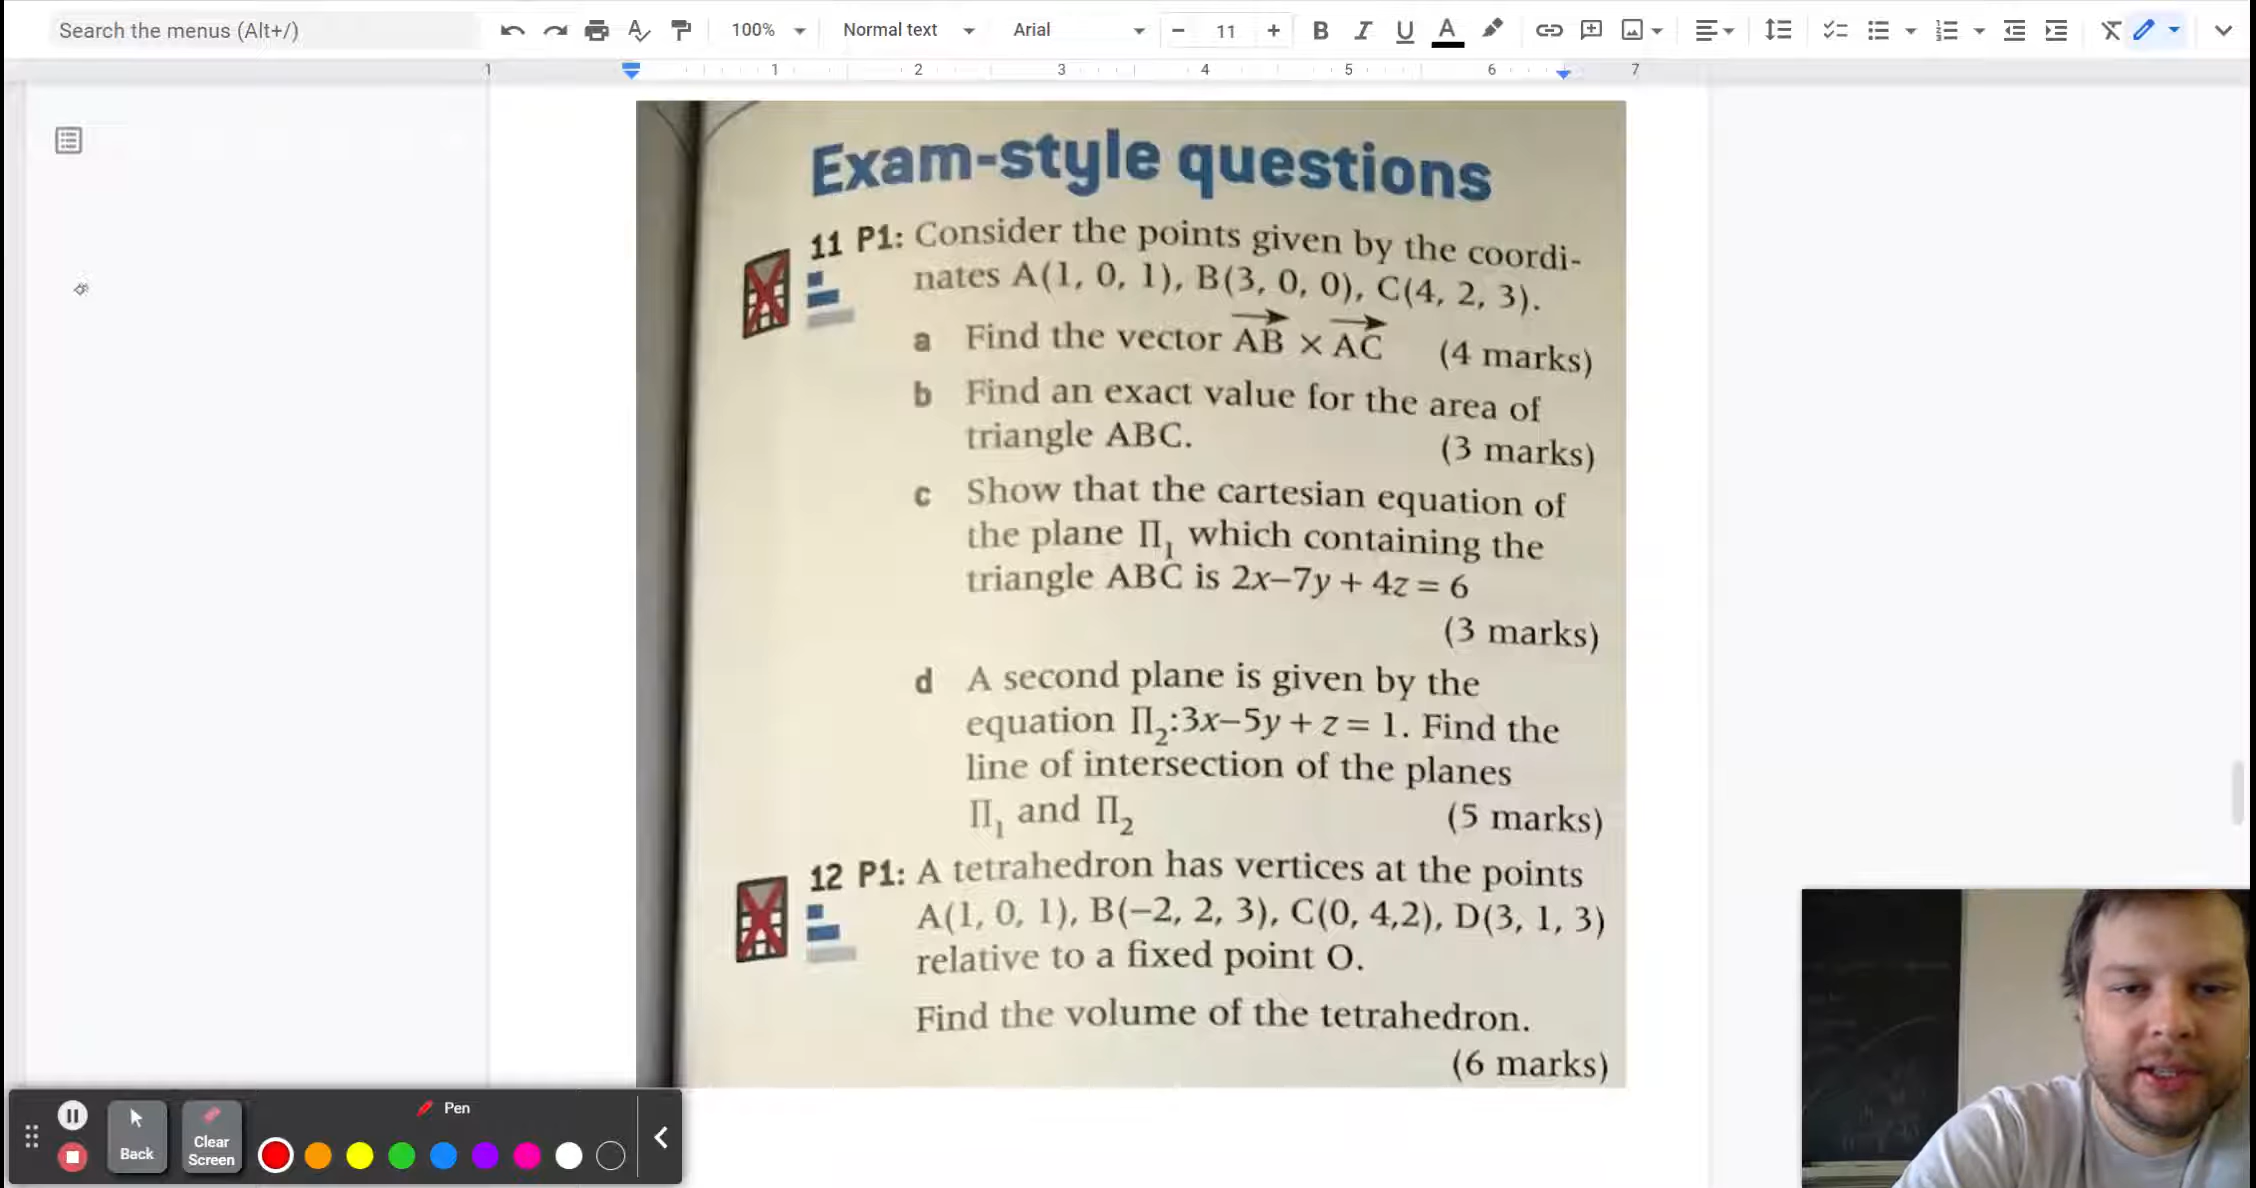 Search the menus (Alt+/)
100%
Normal text
Arial
− 11 +
B I U A
1 1 2 3 4 5 6 7
Exam-style questions
11 P1: Consider the points given by the coordi-
nates A(1, 0, 1), B(3, 0, 0), C(4, 2, 3).
a Find the vector AB × AC (4 marks)
b Find an exact value for the area of
triangle ABC. (3 marks)
c Show that the cartesian equation of
the plane Π₁ which containing the
triangle ABC is 2x–7y + 4z = 6
(3 marks)
d A second plane is given by the
equation Π₂:3x–5y + z = 1. Find the
line of intersection of the planes
Π₁ and Π₂ (5 marks)
12 P1: A tetrahedron has vertices at the points
A(1, 0, 1), B(–2, 2, 3), C(0, 4,2), D(3, 1, 3)
relative to a fixed point O.
Find the volume of the tetrahedron.
(6 marks)
Pen
Back
Clear
Screen